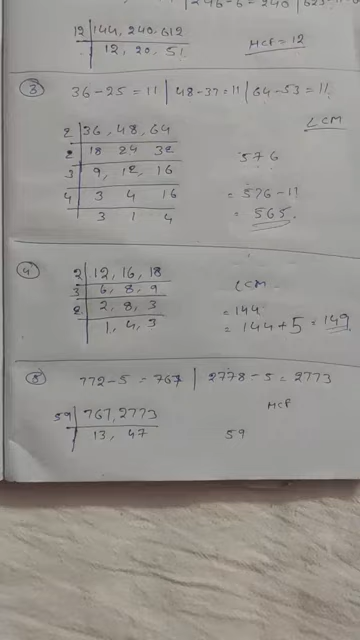 246-6 = 240 |
12 | 144, 240, 612
12, 20, 51
HCF = 12
③ 36-25 = 11 | 48-37 = 11 | 64-53 = 11
LCM
2 | 36, 48, 64
2 | 18 24 32
3 | 9, 12, 16
4 | 3 4 16
3 1 4
576
= 576-11
= 565.
④ 2 | 12, 16, 18
3 | 6, 8, 9
2 | 2, 8, 3
1, 4, 3
LCM
= 144
= 144+5 = 149
⑤ 772-5 = 767 | 2778-5 = 2773
HCF
59 | 767, 2773
13, 47
59